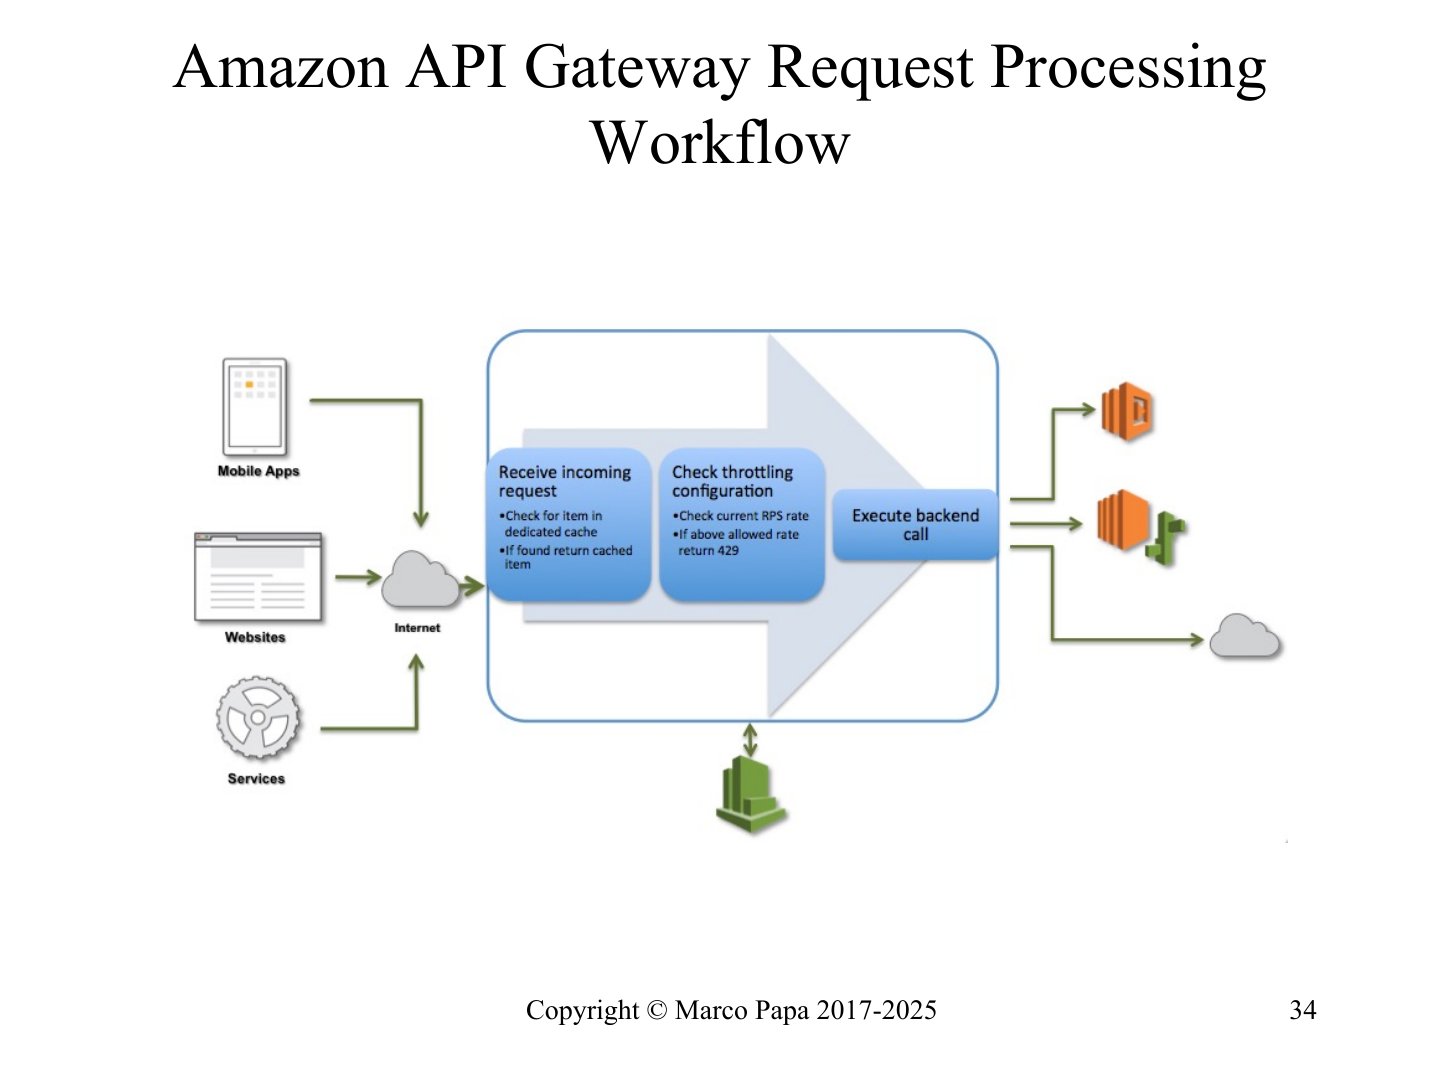 Amazon API Gateway Request Processing
Workflow
Mobile Apps
Websites
Services
Internet
Receive incoming
request
•Check for item in
dedicated cache
•If found return cached
item
Check throttling
configuration
•Check current RPS rate
•If above allowed rate
return 429
Execute backend
call
Copyright © Marco Papa 2017-2025
34